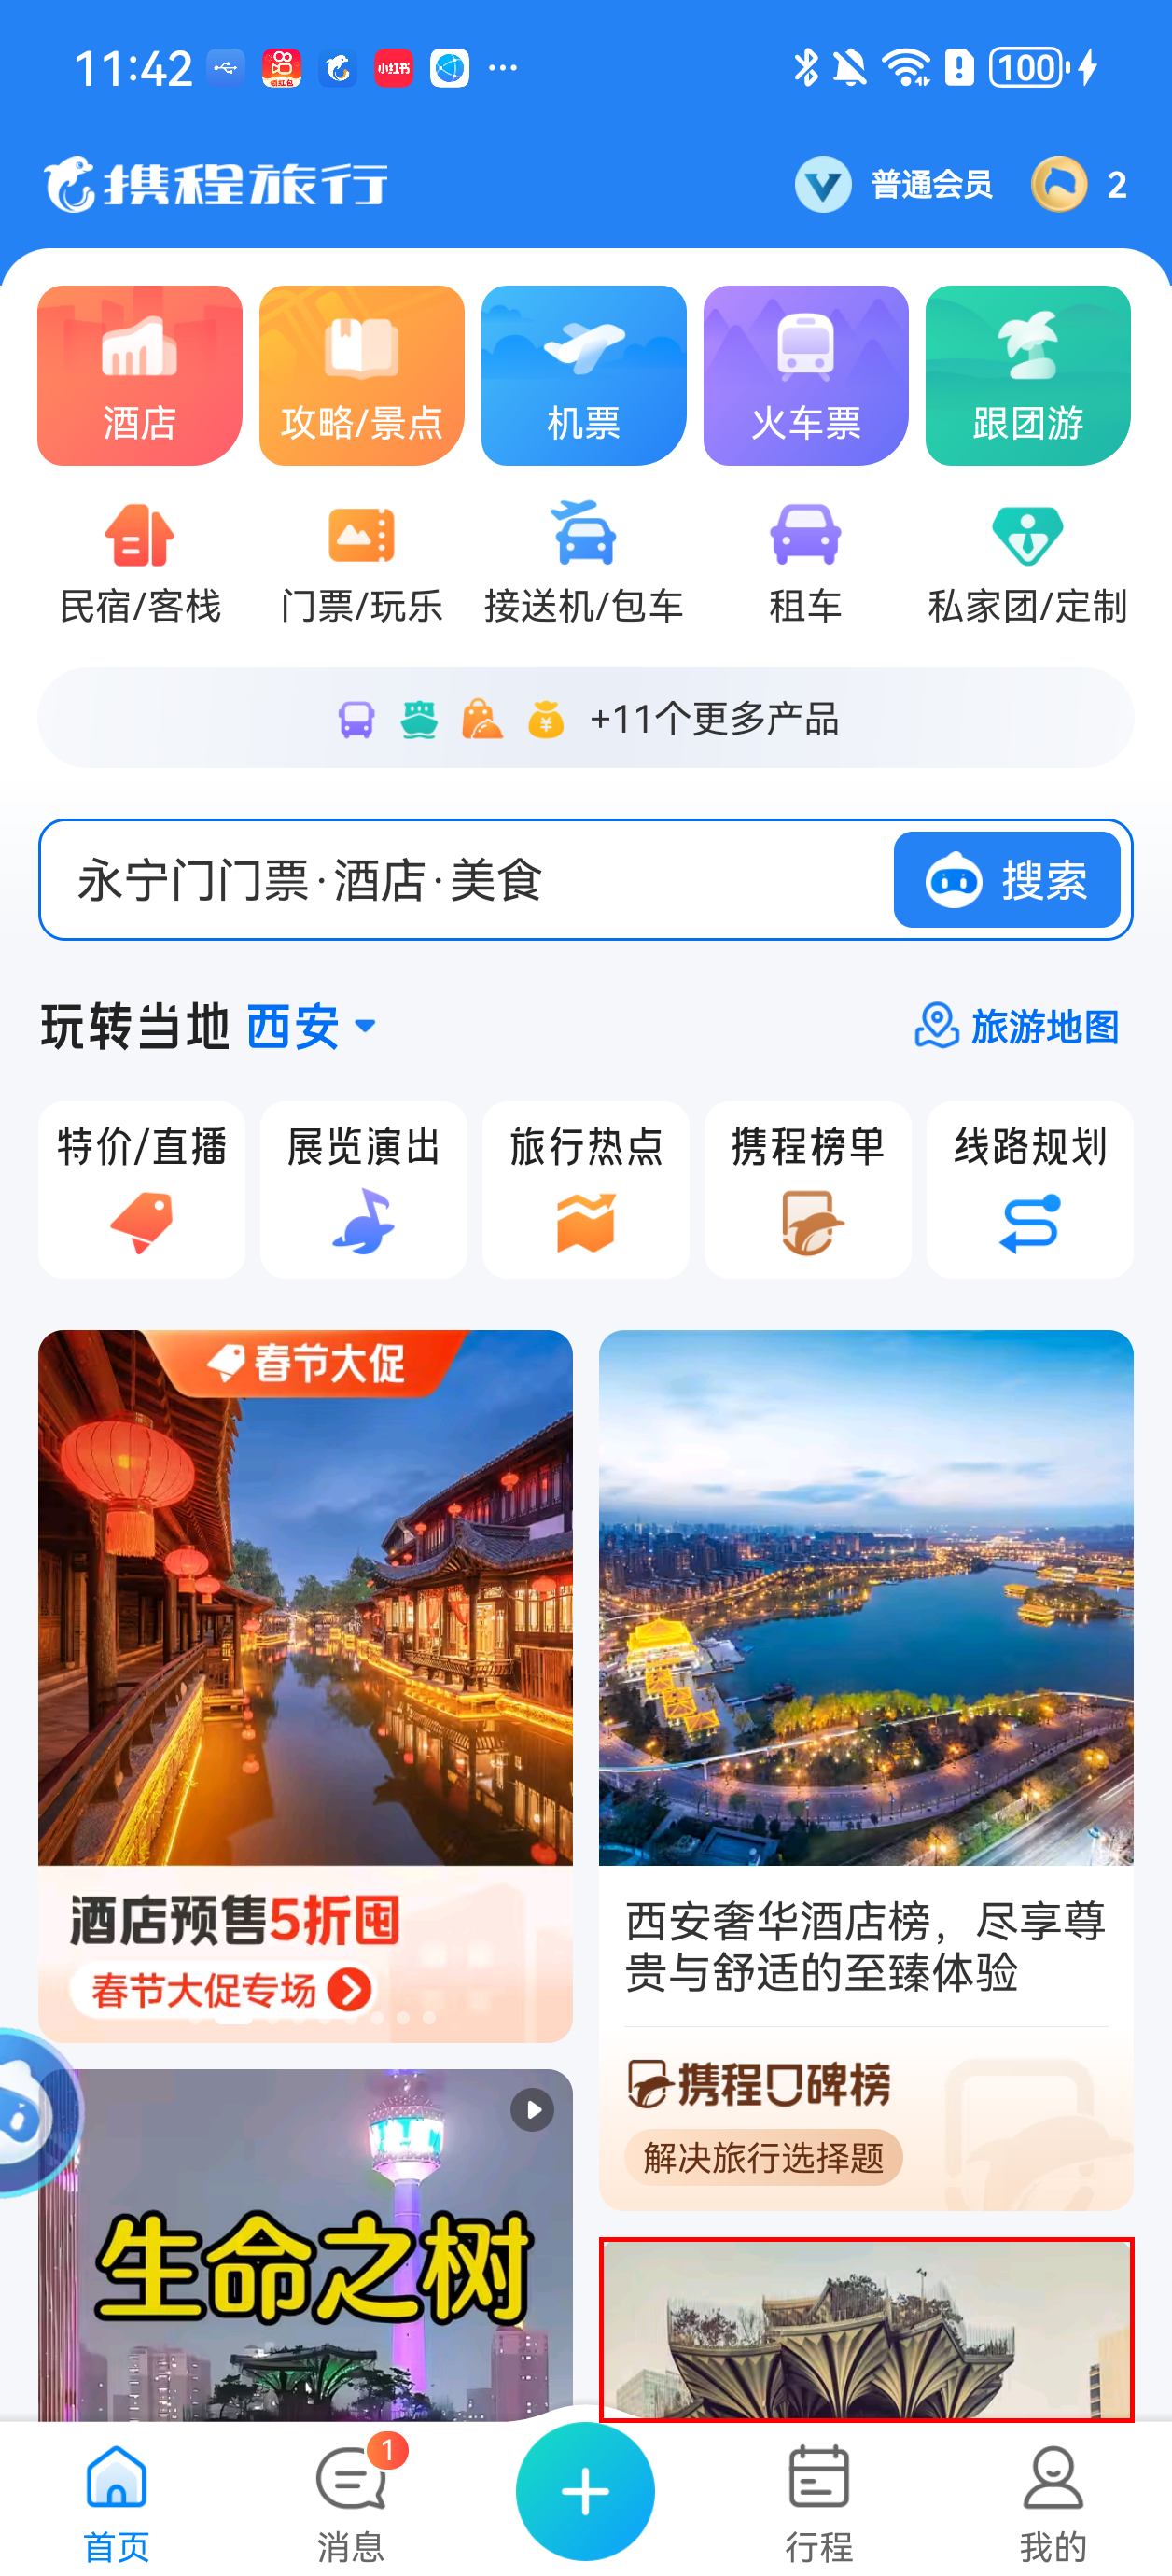 11:42
领红包
小红书
···
100
携程旅行
普通会员
2
酒店
攻略/景点
机票
火车票
跟团游
民宿/客栈
门票/玩乐
接送机/包车
租车
私家团/定制
+11个更多产品
永宁门门票·酒店·美食
搜索
玩转当地 西安
旅游地图
特价/直播
展览演出
旅行热点
携程榜单
线路规划
春节大促
酒店预售5折囤
春节大促专场
西安奢华酒店榜，尽享尊
贵与舒适的至臻体验
携程口碑榜
解决旅行选择题
生命之树
首页
1
消息
行程
我的